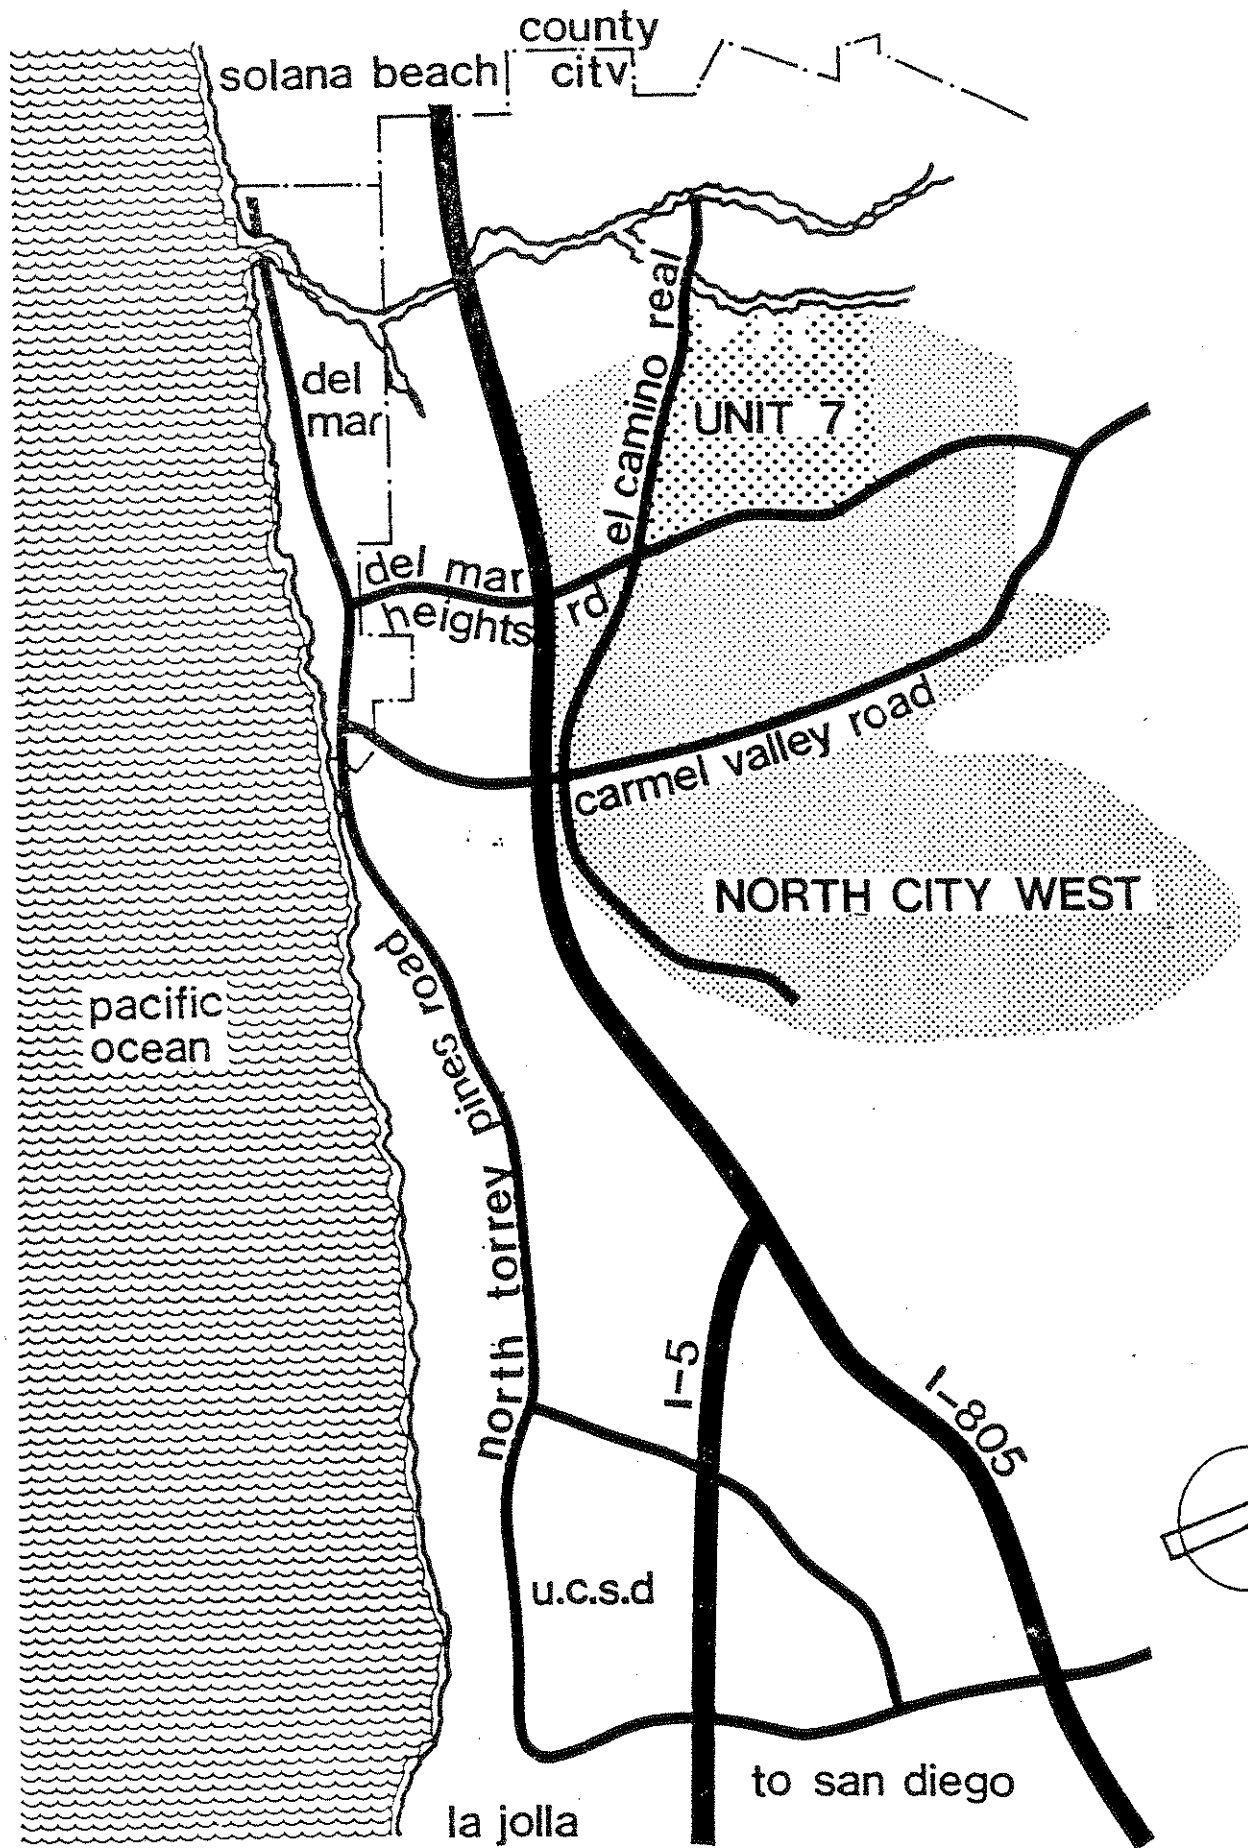 county
solana beach
city
del
mar
el camino real
UNIT 7
del mar
heights rd
carmel valley road
NORTH CITY WEST
pacific
ocean
north torrey pines road
I-5
I-805
u.c.s.d
to san diego
la jolla